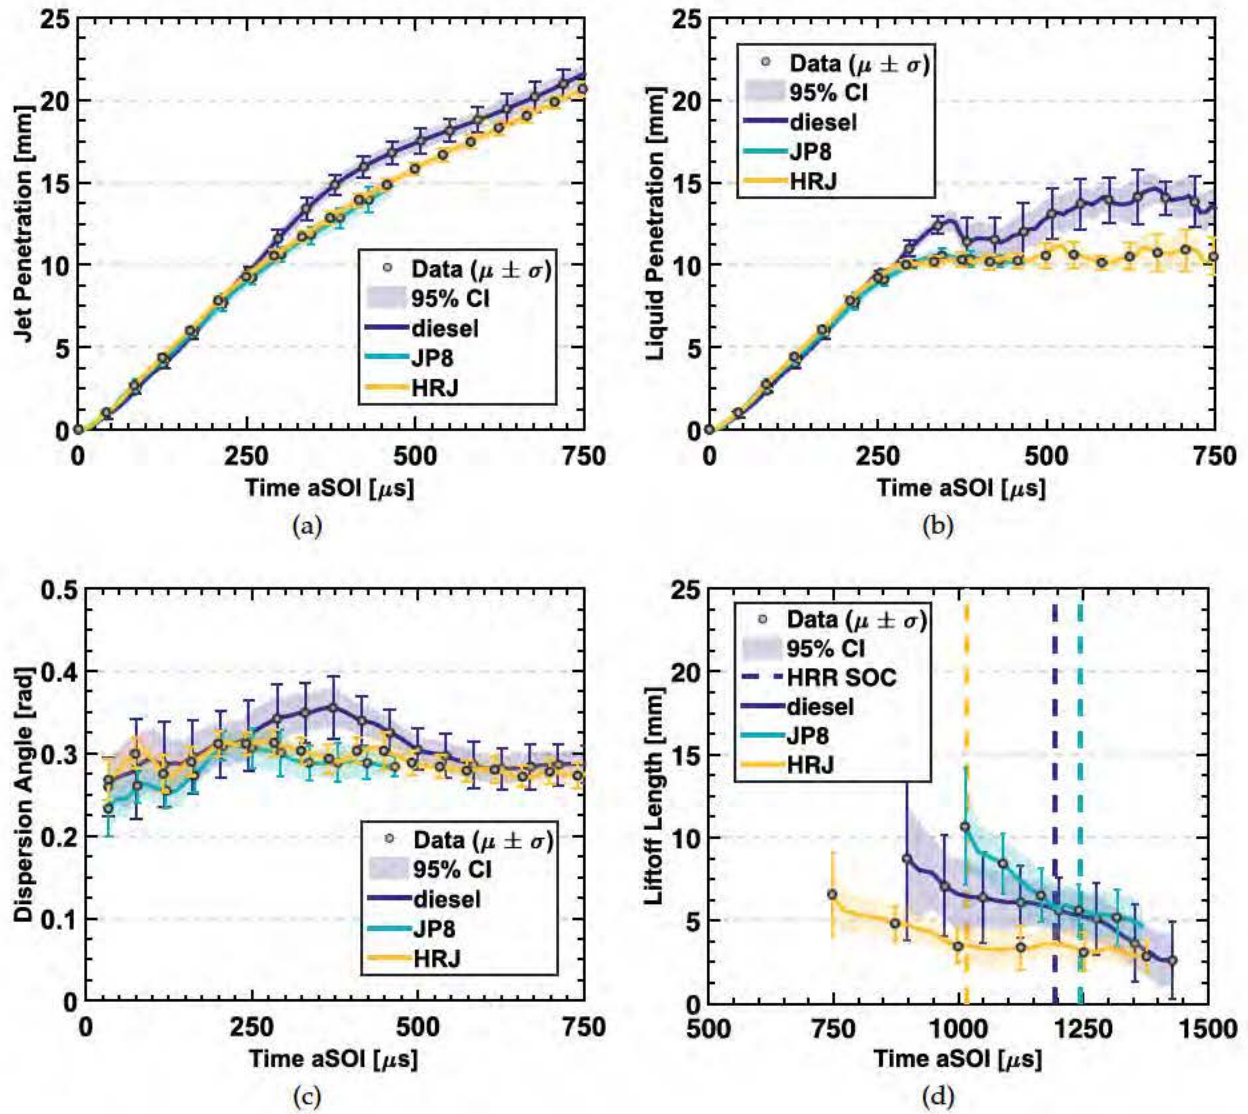 25
20
15
10
5
0
Jet Penetration [mm]
Data (μ ± σ)
95% CI
diesel
JP8
HRJ
0 250 500 750
Time aSOI [μs]
(a)
25
20
15
10
5
0
Liquid Penetration [mm]
Data (μ ± σ)
95% CI
diesel
JP8
HRJ
0 250 500 750
Time aSOI [μs]
(b)
0.5
0.4
0.3
0.2
0.1
0
Dispersion Angle [rad]
Data (μ ± σ)
95% CI
diesel
JP8
HRJ
0 250 500 750
Time aSOI [μs]
(c)
25
20
15
10
5
0
Liftoff Length [mm]
Data (μ ± σ)
95% CI
HRR SOC
diesel
JP8
HRJ
500 750 1000 1250 1500
Time aSOI [μs]
(d)